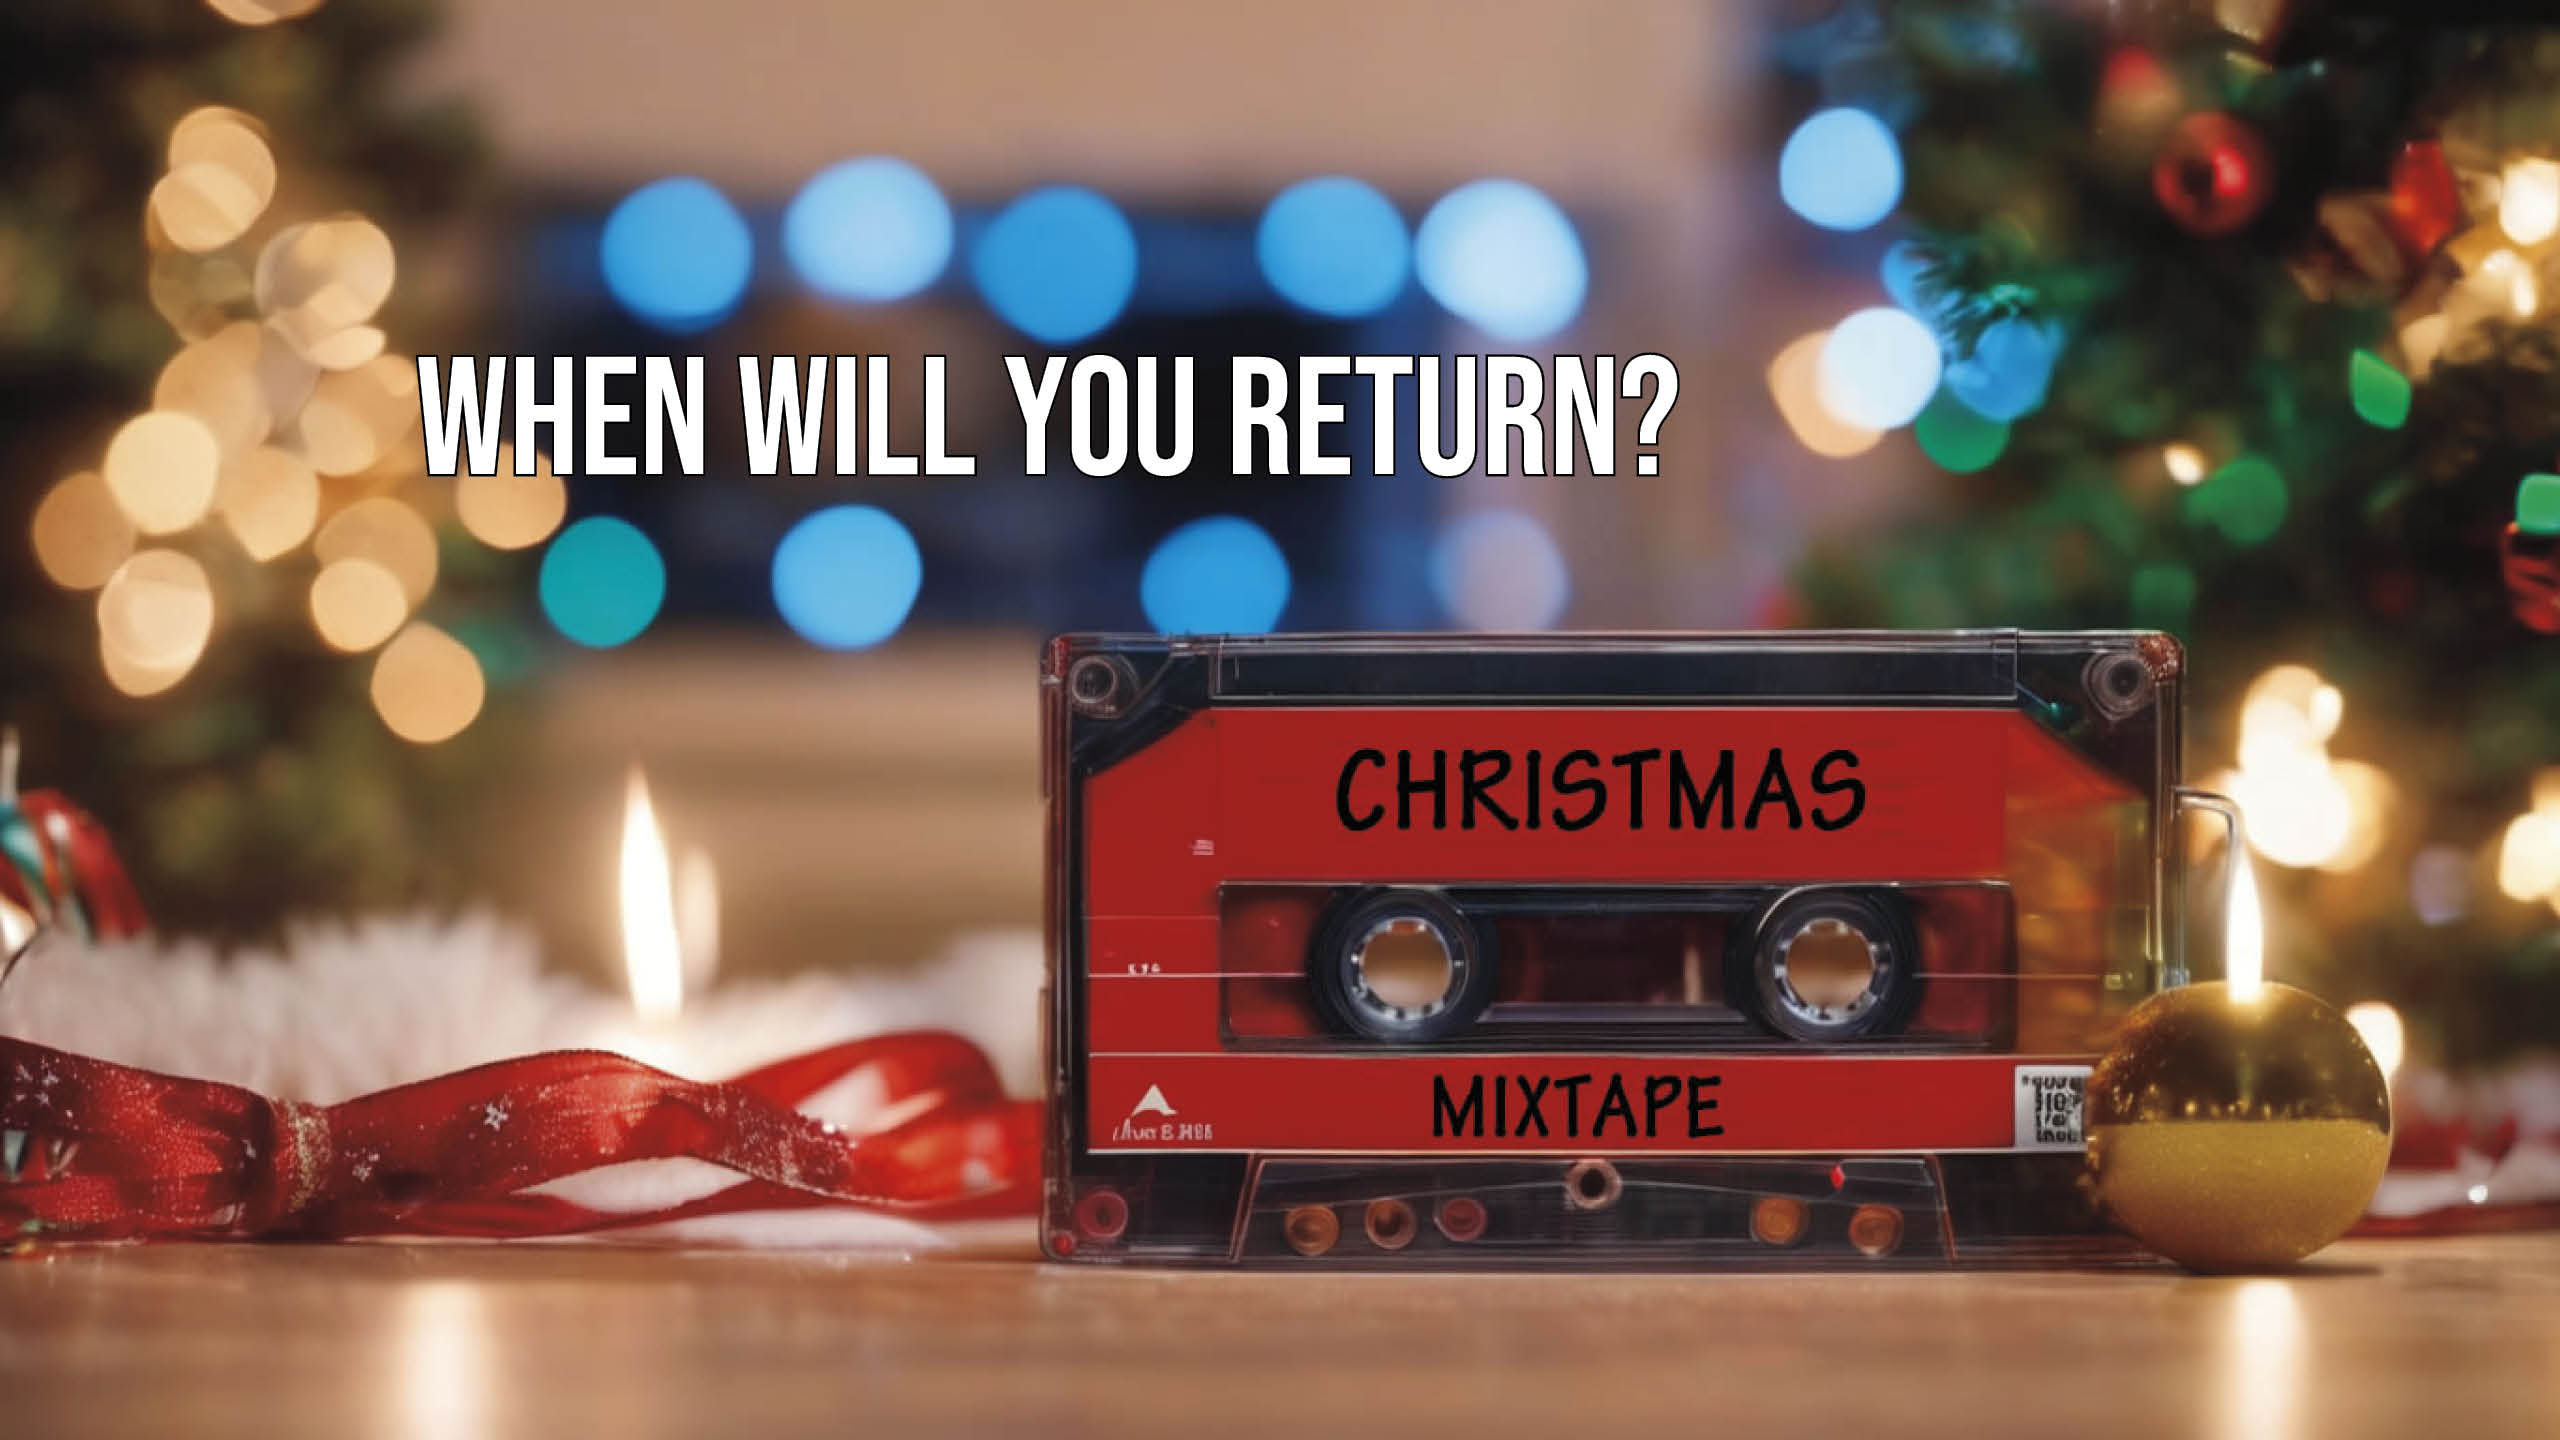 WHEN WILL YOU RETURN?
CHRISTMAS
MIXTAPE